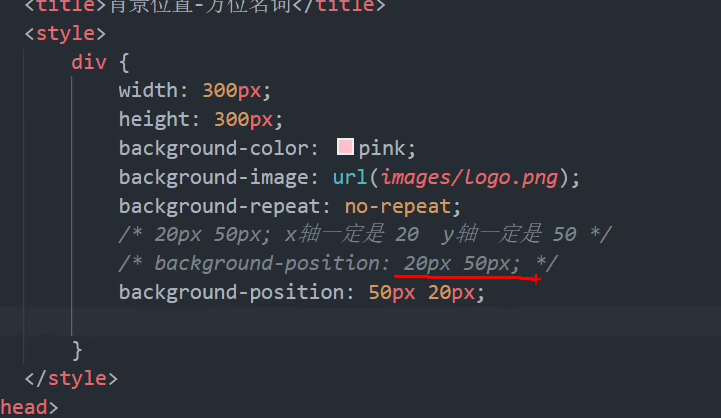 <title>背景位置-方位名词</title>
<style>
div {
width: 300px;
height: 300px;
background-color: pink;
background-image: url(images/logo.png);
background-repeat: no-repeat;
/* 20px 50px; x轴一定是 20  y轴一定是 50 */
/* background-position: 20px 50px; */
background-position: 50px 20px;
}
</style>
head>